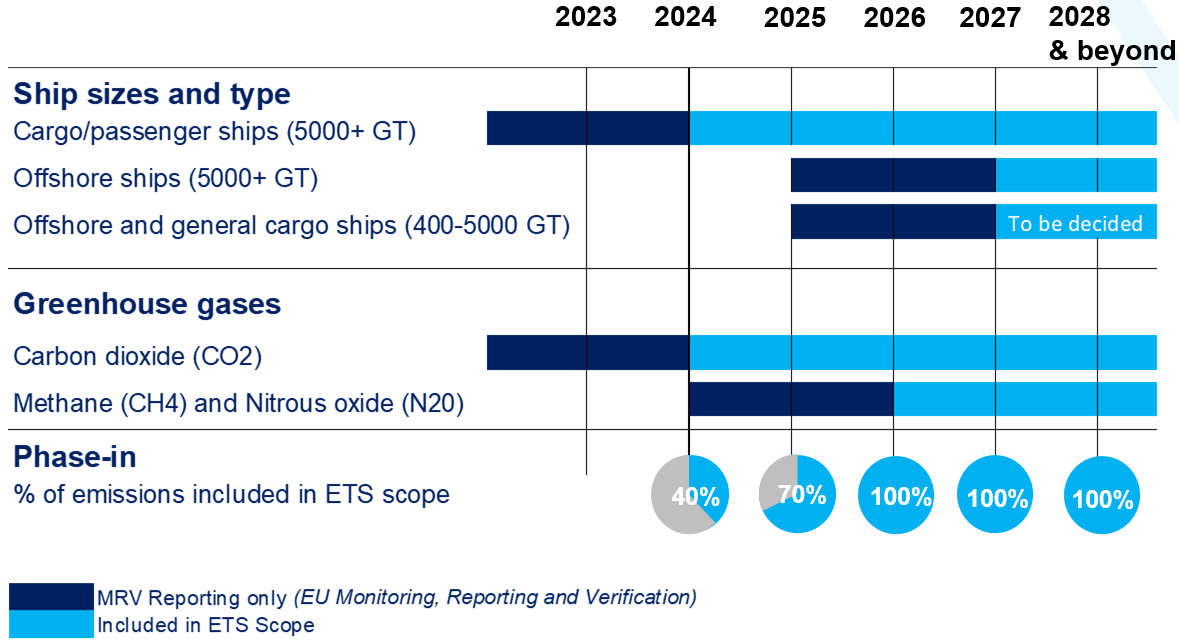 2023 2024 2025 2026 2027 2028
& beyond
Ship sizes and type
Cargo/passenger ships (5000+ GT)
Offshore ships (5000+ GT)
Offshore and general cargo ships (400-5000 GT) To be decided
Greenhouse gases
Carbon dioxide (CO2)
Methane (CH4) and Nitrous oxide (N20)
Phase-in
% of emissions included in ETS scope 40% 70% 100% 100% 100%
MRV Reporting only (EU Monitoring, Reporting and Verification)
Included in ETS Scope